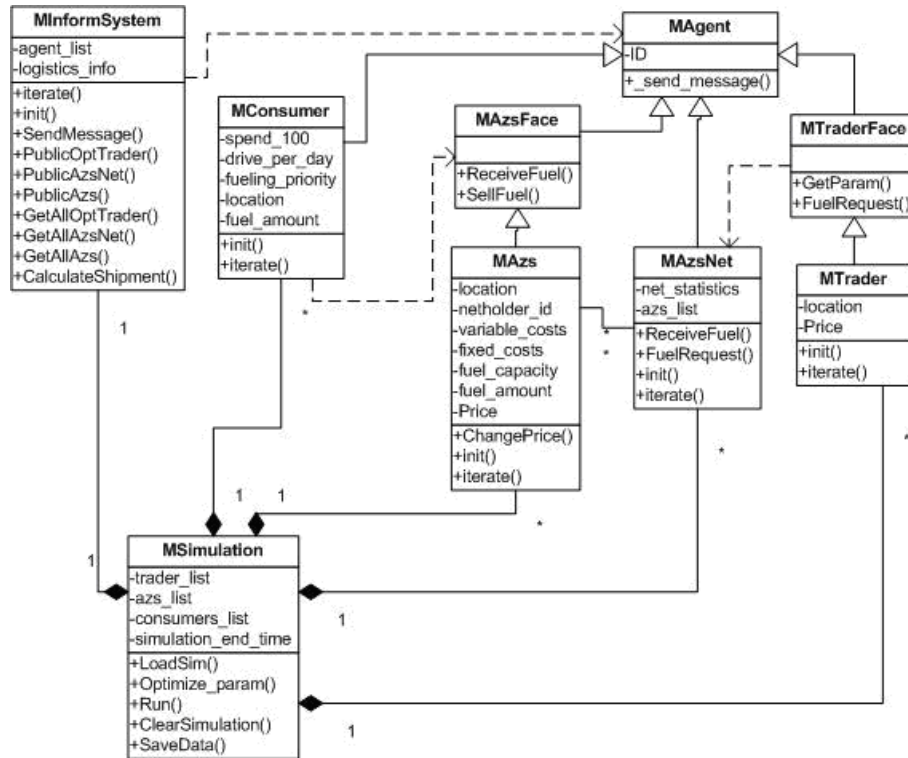 MInformSystem
-agent_list
-logistics_info
+iterate()
+init()
+SendMessage()
+PublicOptTrader()
+PublicAzsNet()
+PublicAzs()
+GetAllOptTrader()
+GetAllAzsNet()
+GetAllAzs()
+CalculateShipment()
MConsumer
-spend_100
-drive_per_day
-fueling_priority
-location
-fuel_amount
+init()
+iterate()
MAgent
-ID
+_send_message()
MAzsFace
+ReceiveFuel()
+SellFuel()
MTraderFace
+GetParam()
+FuelRequest()
MAzs
-location
-netholder_id
-variable_costs
-fixed_costs
-fuel_capacity
-fuel_amount
-Price
+ChangePrice()
+init()
+iterate()
MAzsNet
-net_statistics
-azs_list
+ReceiveFuel()
+FuelRequest()
+init()
+iterate()
MTrader
-location
-Price
+init()
+iterate()
1
*
*
*
*
*
*
1
1
1
MSimulation
-trader_list
-azs_list
-consumers_list
-simulation_end_time
+LoadSim()
+Optimize_param()
+Run()
+ClearSimulation()
+SaveData()
1
1